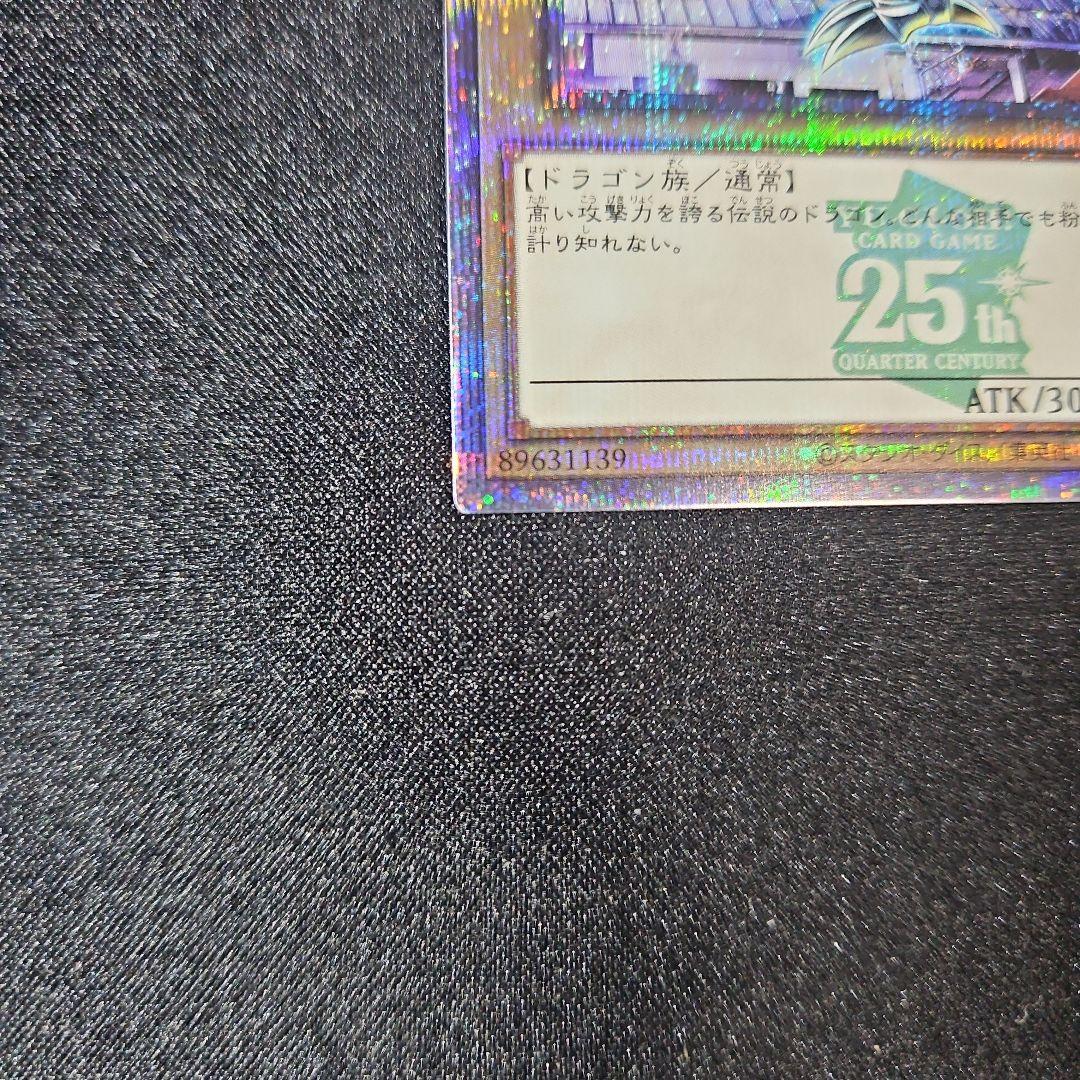 【ドラゴン族／通常】
高い攻撃力を誇る伝説のドラゴン。どんな相手でも粉
計り知れない。
CARD GAME
25th
QUARTER CENTURY
ATK/30
89631139